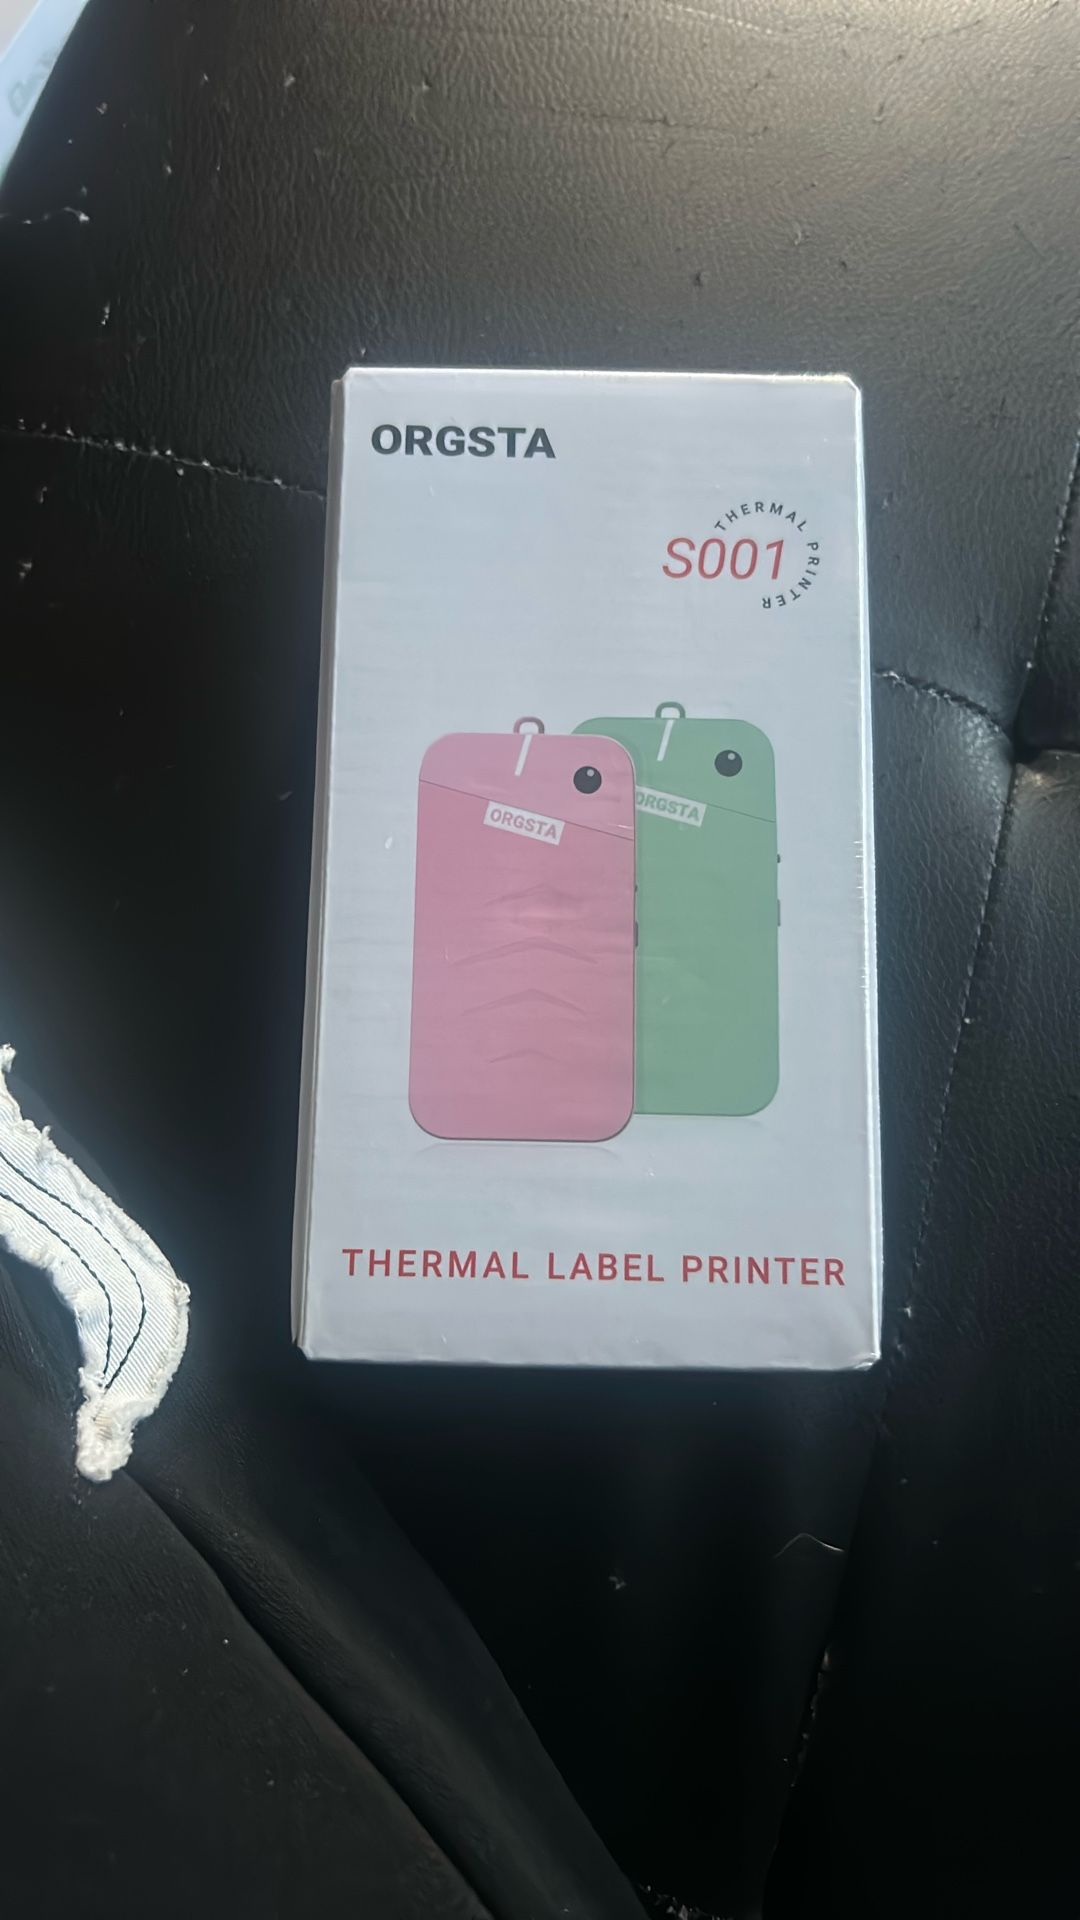 ORGSTA
THERMAL PRINTER
S001
ORGSTA
ORGSTA
THERMAL LABEL PRINTER